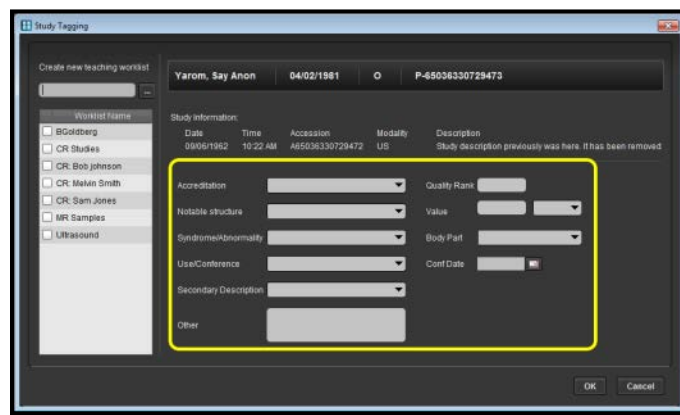 Study Tagging
Create new teaching worklist
...
Yarom, Say Anon 04/02/1981 O P-65036330729473
Worklist Name
BGoldberg
CR Studies
CR: Bob johnson
CR: Melvin Smith
CR: Sam Jones
MR Samples
Ultrasound
Study Information:
Date Time Accession Modality Description
09/06/1962 10:22 AM A65036330729472 US Study description previously was here. It has been removed
Accreditation Quality Rank
Notable structure Value
Syndrome/Abnormality Body Part
Use/Conference Conf Date
Secondary Description
Other
OK Cancel